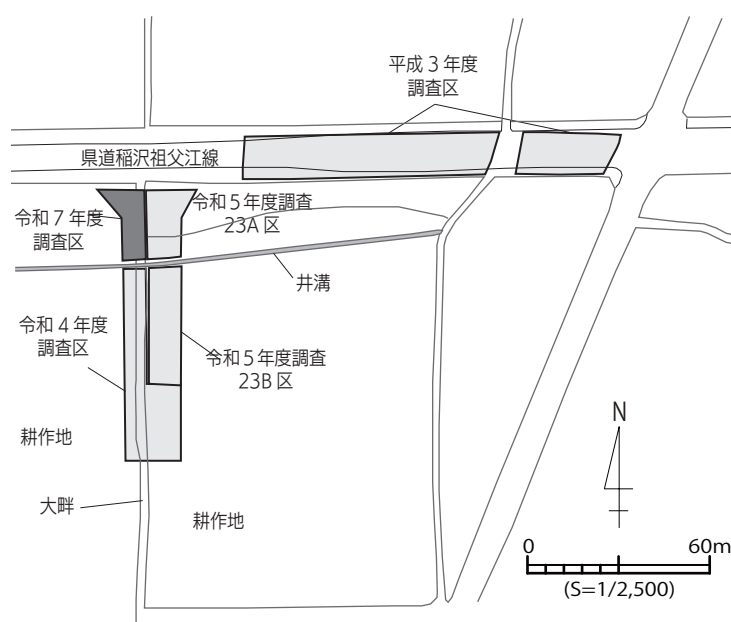 平成３年度
調査区
県道稲沢祖父江線
令和７年度
調査区
令和５年度調査
23A 区
井溝
令和４年度
調査区
令和５年度調査
23B 区
耕作地
大畔
耕作地
N
0 60m
(S=1/2,500)